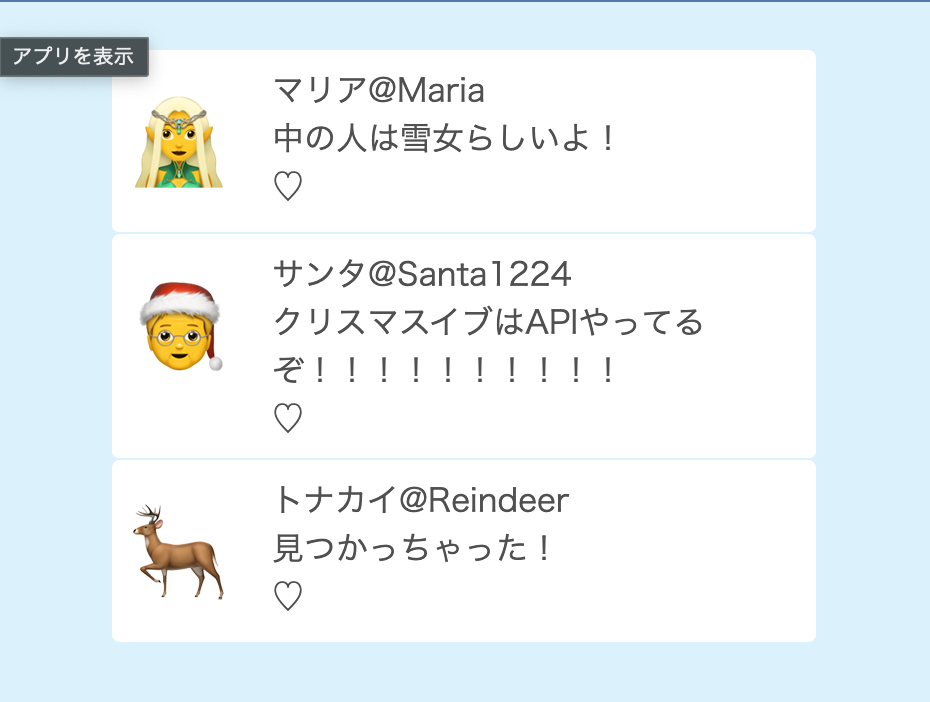 アプリを表示
マリア@Maria
中の人は雪女らしいよ！
♡
サンタ@Santa1224
クリスマスイブはAPIやってる
ぞ！！！！！！！！！！
♡
トナカイ@Reindeer
見つかっちゃった！
♡